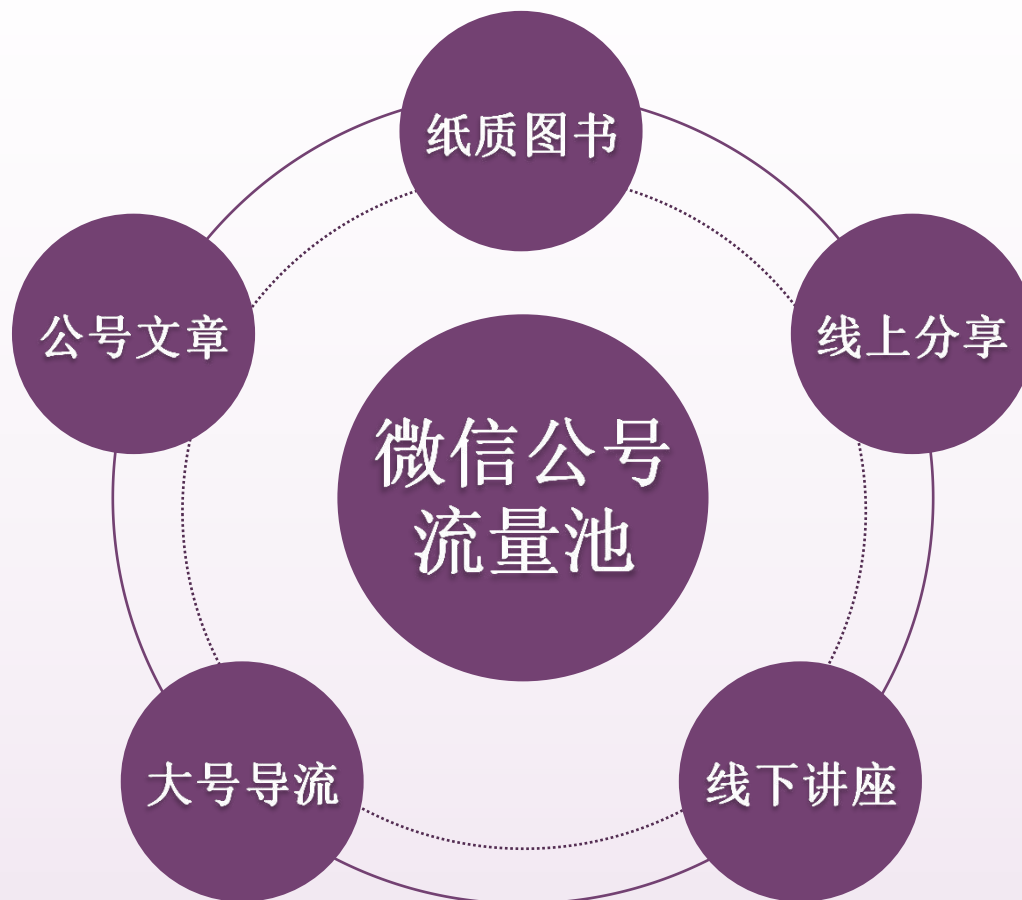 纸质图书
公号文章
线上分享
微信公号
流量池
大号导流
线下讲座